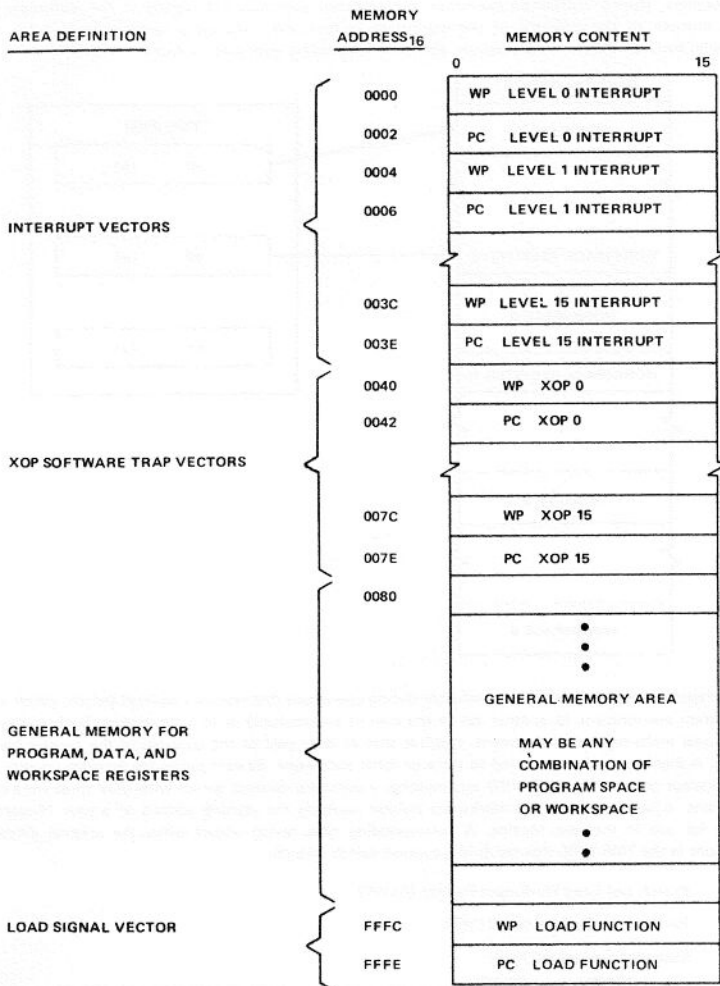 AREA DEFINITION
MEMORY ADDRESS16
MEMORY CONTENT
0 15
0000 WP LEVEL 0 INTERRUPT
0002 PC LEVEL 0 INTERRUPT
0004 WP LEVEL 1 INTERRUPT
0006 PC LEVEL 1 INTERRUPT
INTERRUPT VECTORS
003C WP LEVEL 15 INTERRUPT
003E PC LEVEL 15 INTERRUPT
0040 WP XOP 0
0042 PC XOP 0
XOP SOFTWARE TRAP VECTORS
007C WP XOP 15
007E PC XOP 15
0080
GENERAL MEMORY FOR
PROGRAM, DATA, AND
WORKSPACE REGISTERS
GENERAL MEMORY AREA
MAY BE ANY
COMBINATION OF
PROGRAM SPACE
OR WORKSPACE
LOAD SIGNAL VECTOR
FFFC WP LOAD FUNCTION
FFFE PC LOAD FUNCTION